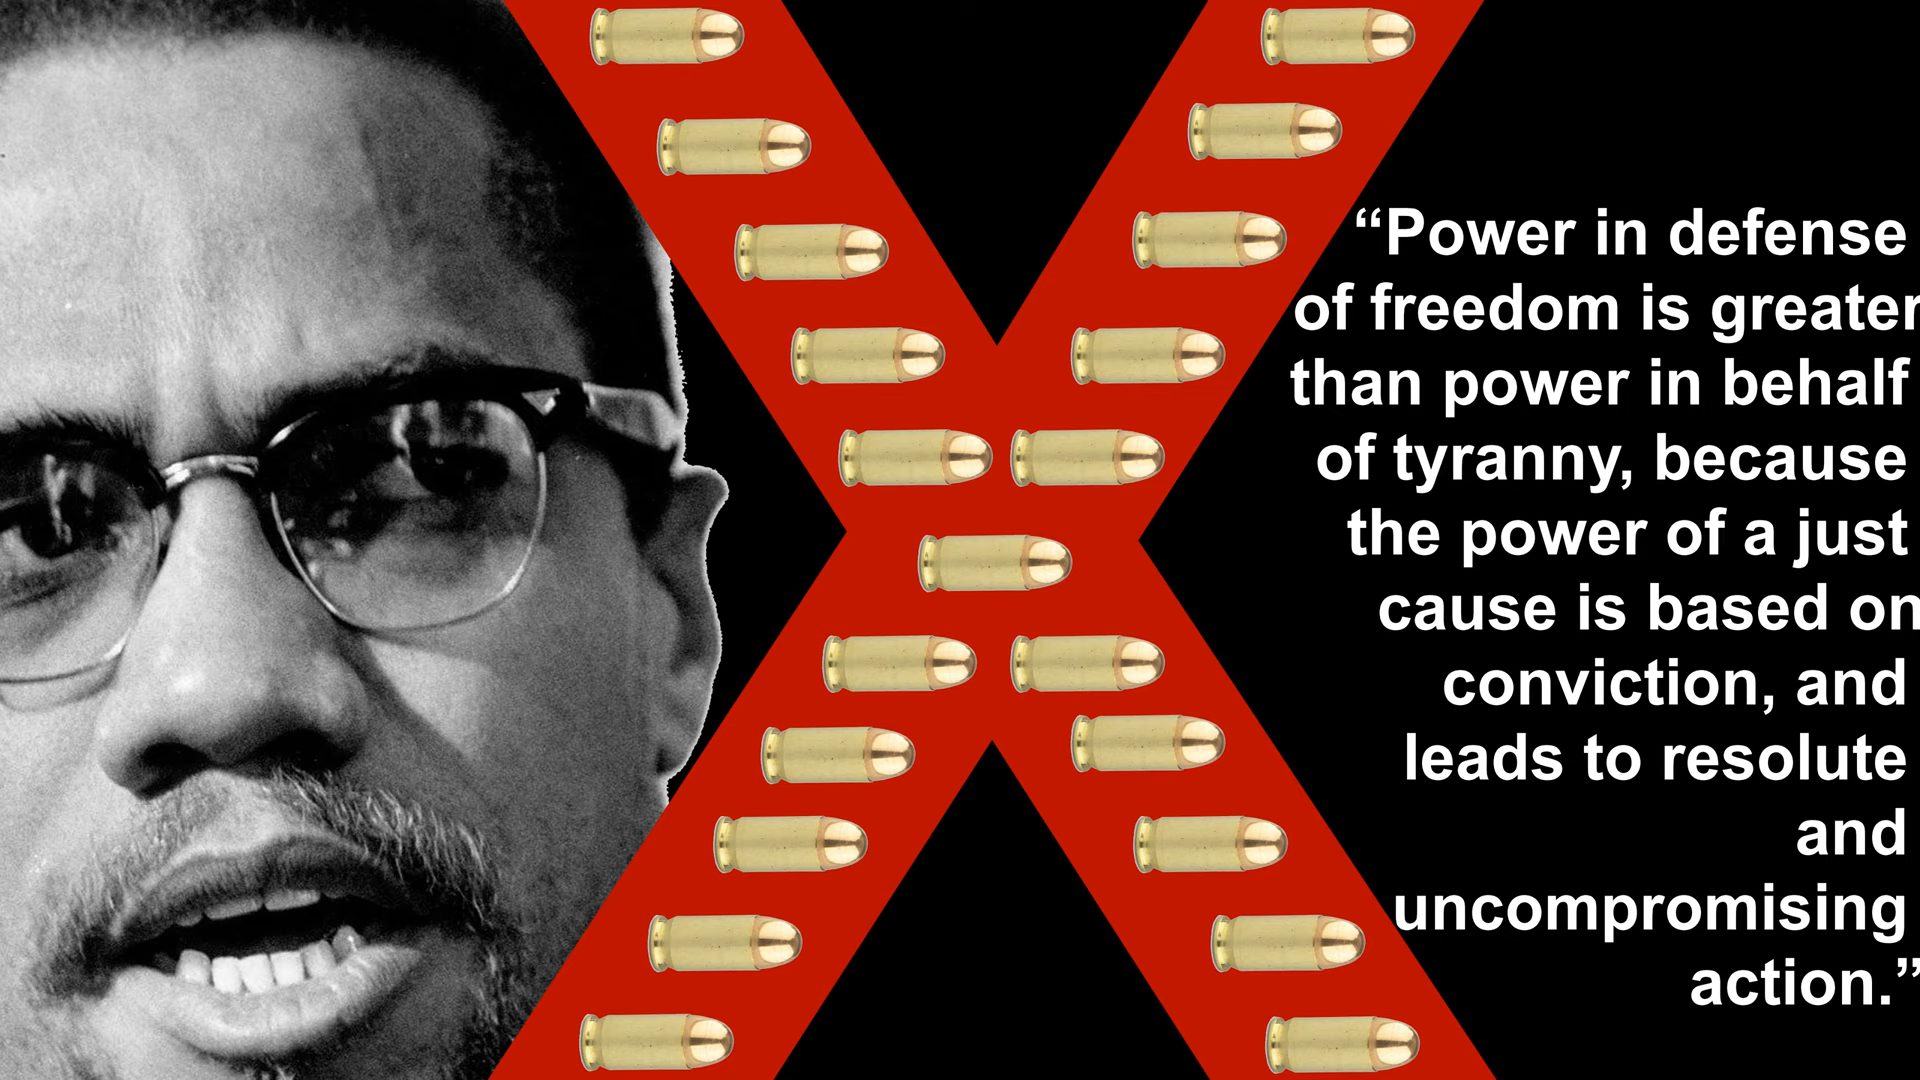 “Power in defense
of freedom is greater
than power in behalf
of tyranny, because
the power of a just
cause is based on
conviction, and
leads to resolute
and
uncompromising
action.”